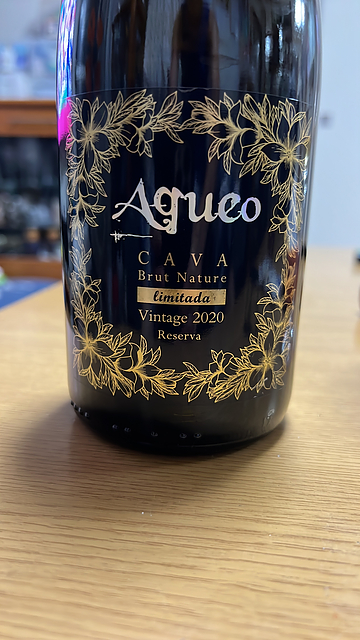 Agueo
CAVA
Brut Nature
limitada
Vintage 2020
Reserva